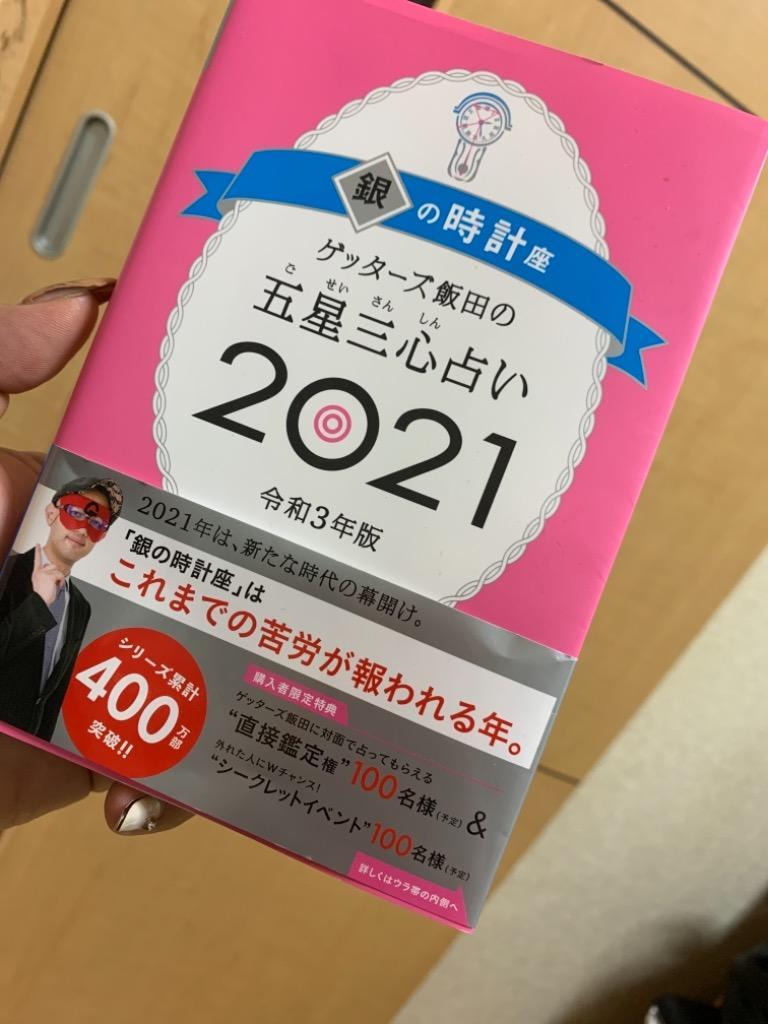 銀の時計座
ゲッターズ飯田の
ごせいさんしん
五星三心占い
2021
令和3年版
2021年は、新たな時代の幕開け。
「銀の時計座」は
これまでの苦労が報われる年。
シリーズ累計
400万部
突破!!
購入者限定特典
ゲッターズ飯田に対面で占ってもらえる
“直接鑑定権”100名様(予定)&
外れた人にWチャンス!
“シークレットイベント”100名様(予定)
詳しくはウラ帯の内側へ
G